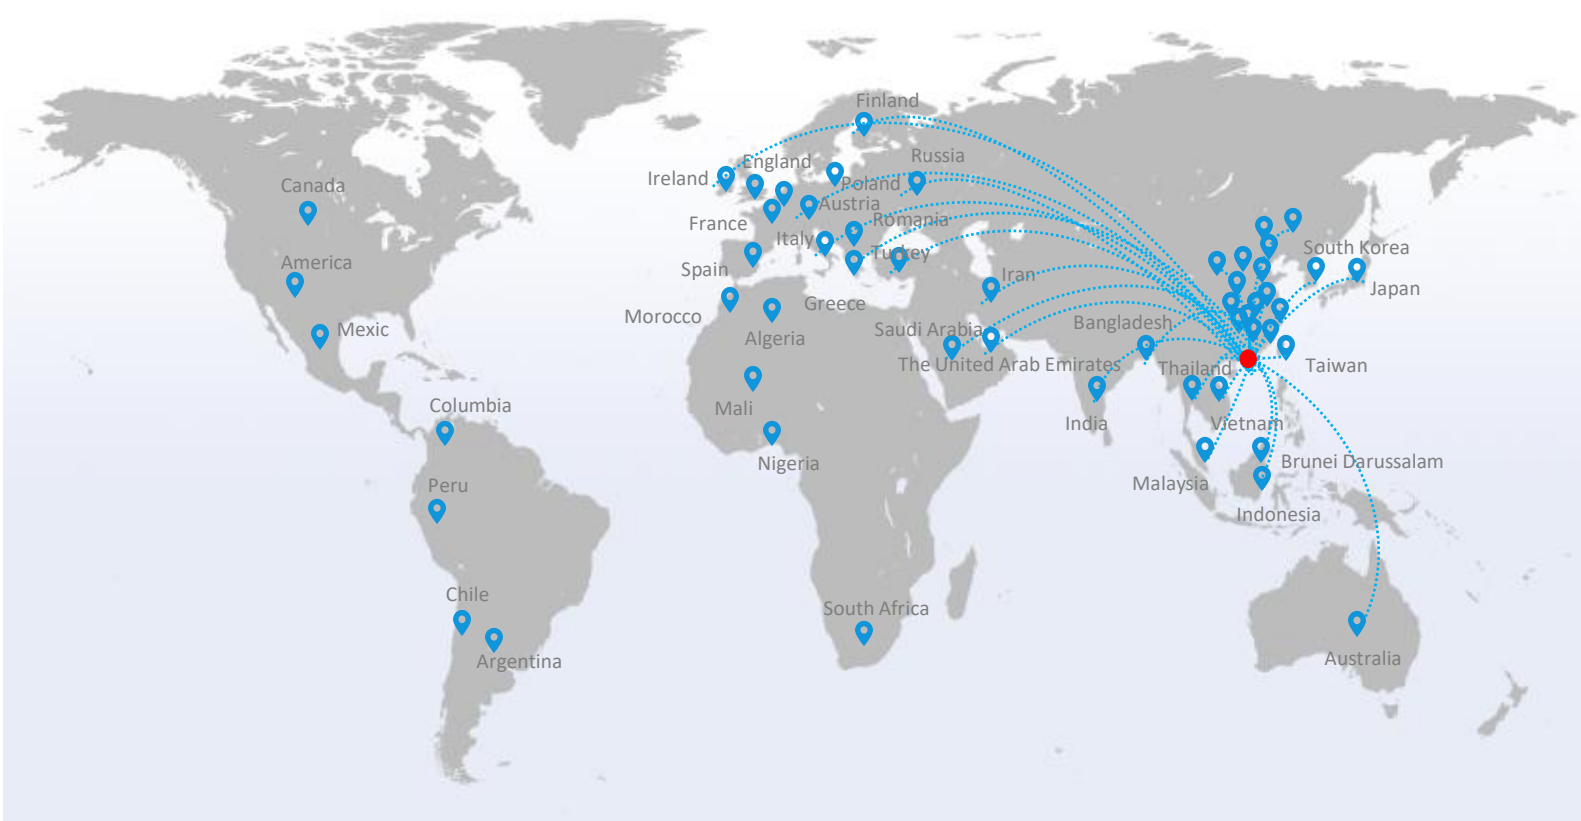 Finland
England
Russia
Ireland
Poland
Canada
Austria
France
Romania
Italy
South Korea
Turkey
America
Spain
Iran
Japan
Greece
Morocco
Bangladesh
Mexic
Saudi Arabia
Algeria
The United Arab Emirates
Thailand
Taiwan
Columbia
Mali
India
Vietnam
Nigeria
Brunei Darussalam
Peru
Malaysia
Indonesia
Chile
South Africa
Argentina
Australia